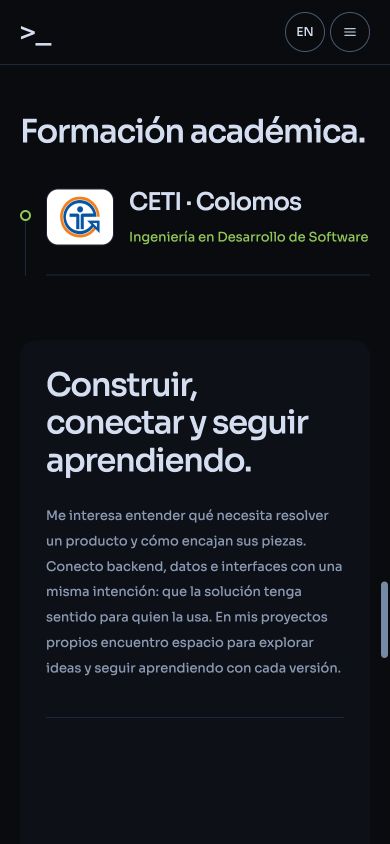 >_
EN
Formación académica.
CETI · Colomos
Ingeniería en Desarrollo de Software
Construir,
conectar y seguir
aprendiendo.
Me interesa entender qué necesita resolver
un producto y cómo encajan sus piezas.
Conecto backend, datos e interfaces con una
misma intención: que la solución tenga
sentido para quien la usa. En mis proyectos
propios encuentro espacio para explorar
ideas y seguir aprendiendo con cada versión.